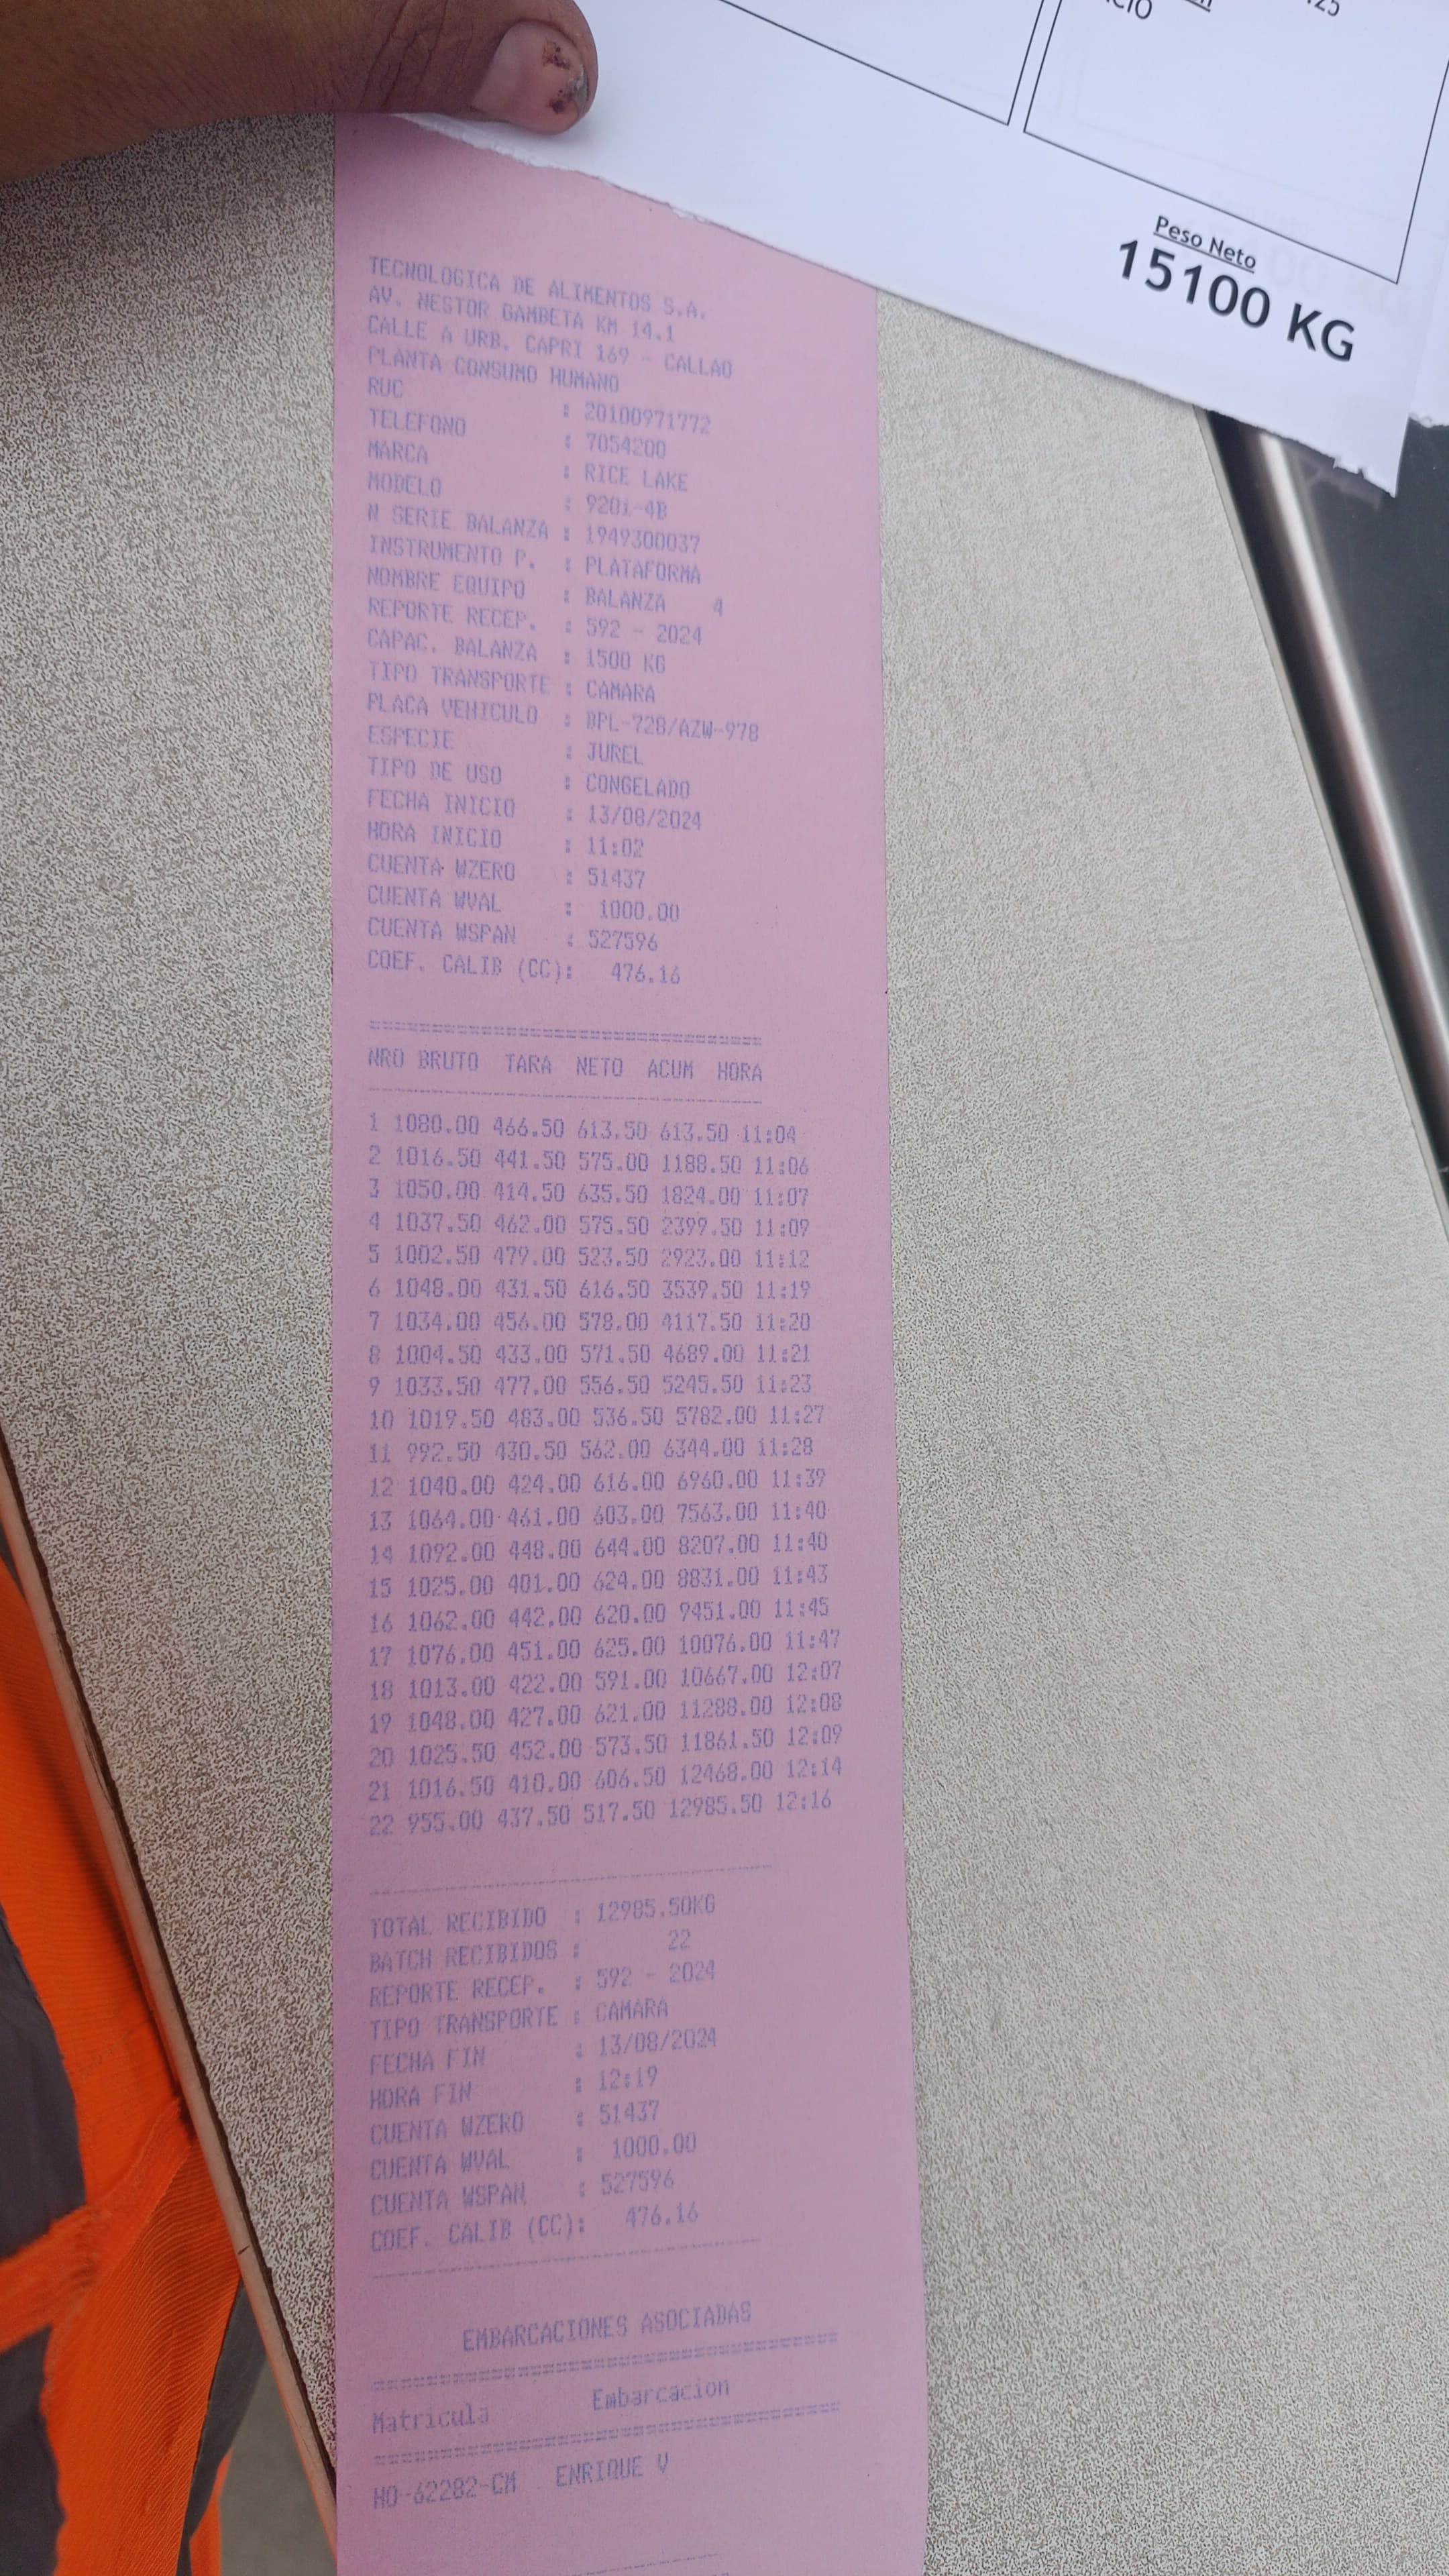 Peso Neto
15100 KG
TECNOLOGICA DE ALIMENTOS S.A.
AV. NESTOR GAMBETA KM 14.1
CALLE A URB. CAPRI 169 - CALLAO
PLANTA CONSUMO HUMANO
RUC : 20100971772
TELEFONO : 7054200
MARCA : RICE LAKE
MODELO : 920i-4B
N SERIE BALANZA : 1949300037
INSTRUMENTO P. : PLATAFORMA
NOMBRE EQUIPO : BALANZA 4
REPORTE RECEP. : 592 - 2024
CAPAC. BALANZA : 1500 KG
TIPO TRANSPORTE : CAMARA
PLACA VEHICULO : BPL-728/AZW-978
ESPECIE : JUREL
TIPO DE USO : CONGELADO
FECHA INICIO : 13/08/2024
HORA INICIO : 11:02
CUENTA WZERO : 51437
CUENTA WVAL : 1000.00
CUENTA WSPAN : 527596
COEF. CALIB (CC): 476.16
NRO BRUTO TARA NETO ACUM HORA
1 1080.00 466.50 613.50 613.50 11:04
2 1016.50 441.50 575.00 1188.50 11:06
3 1050.00 414.50 635.50 1824.00 11:07
4 1037.50 462.00 575.50 2399.50 11:09
5 1002.50 479.00 523.50 2923.00 11:12
6 1048.00 431.50 616.50 3539.50 11:19
7 1034.00 456.00 578.00 4117.50 11:20
8 1004.50 433.00 571.50 4689.00 11:21
9 1033.50 477.00 556.50 5245.50 11:23
10 1019.50 483.00 536.50 5782.00 11:27
11 992.50 430.50 562.00 6344.00 11:28
12 1040.00 424.00 616.00 6960.00 11:39
13 1064.00 461.00 603.00 7563.00 11:40
14 1092.00 448.00 644.00 8207.00 11:40
15 1025.00 401.00 624.00 8831.00 11:43
16 1062.00 442.00 620.00 9451.00 11:45
17 1076.00 451.00 625.00 10076.00 11:47
18 1013.00 422.00 591.00 10667.00 12:07
19 1048.00 427.00 621.00 11288.00 12:08
20 1025.50 452.00 573.50 11861.50 12:09
21 1016.50 410.00 606.50 12468.00 12:14
22 955.00 437.50 517.50 12985.50 12:16
TOTAL RECIBIDO : 12985.50KG
BATCH RECIBIDOS : 22
REPORTE RECEP. : 592 - 2024
TIPO TRANSPORTE : CAMARA
FECHA FIN : 13/08/2024
HORA FIN : 12:19
CUENTA WZERO : 51437
CUENTA WVAL : 1000.00
CUENTA WSPAN : 527596
COEF. CALIB (CC): 476.16
EMBARCACIONES ASOCIADAS
Matricula Embarcacion
HO-62282-CM ENRIQUE V